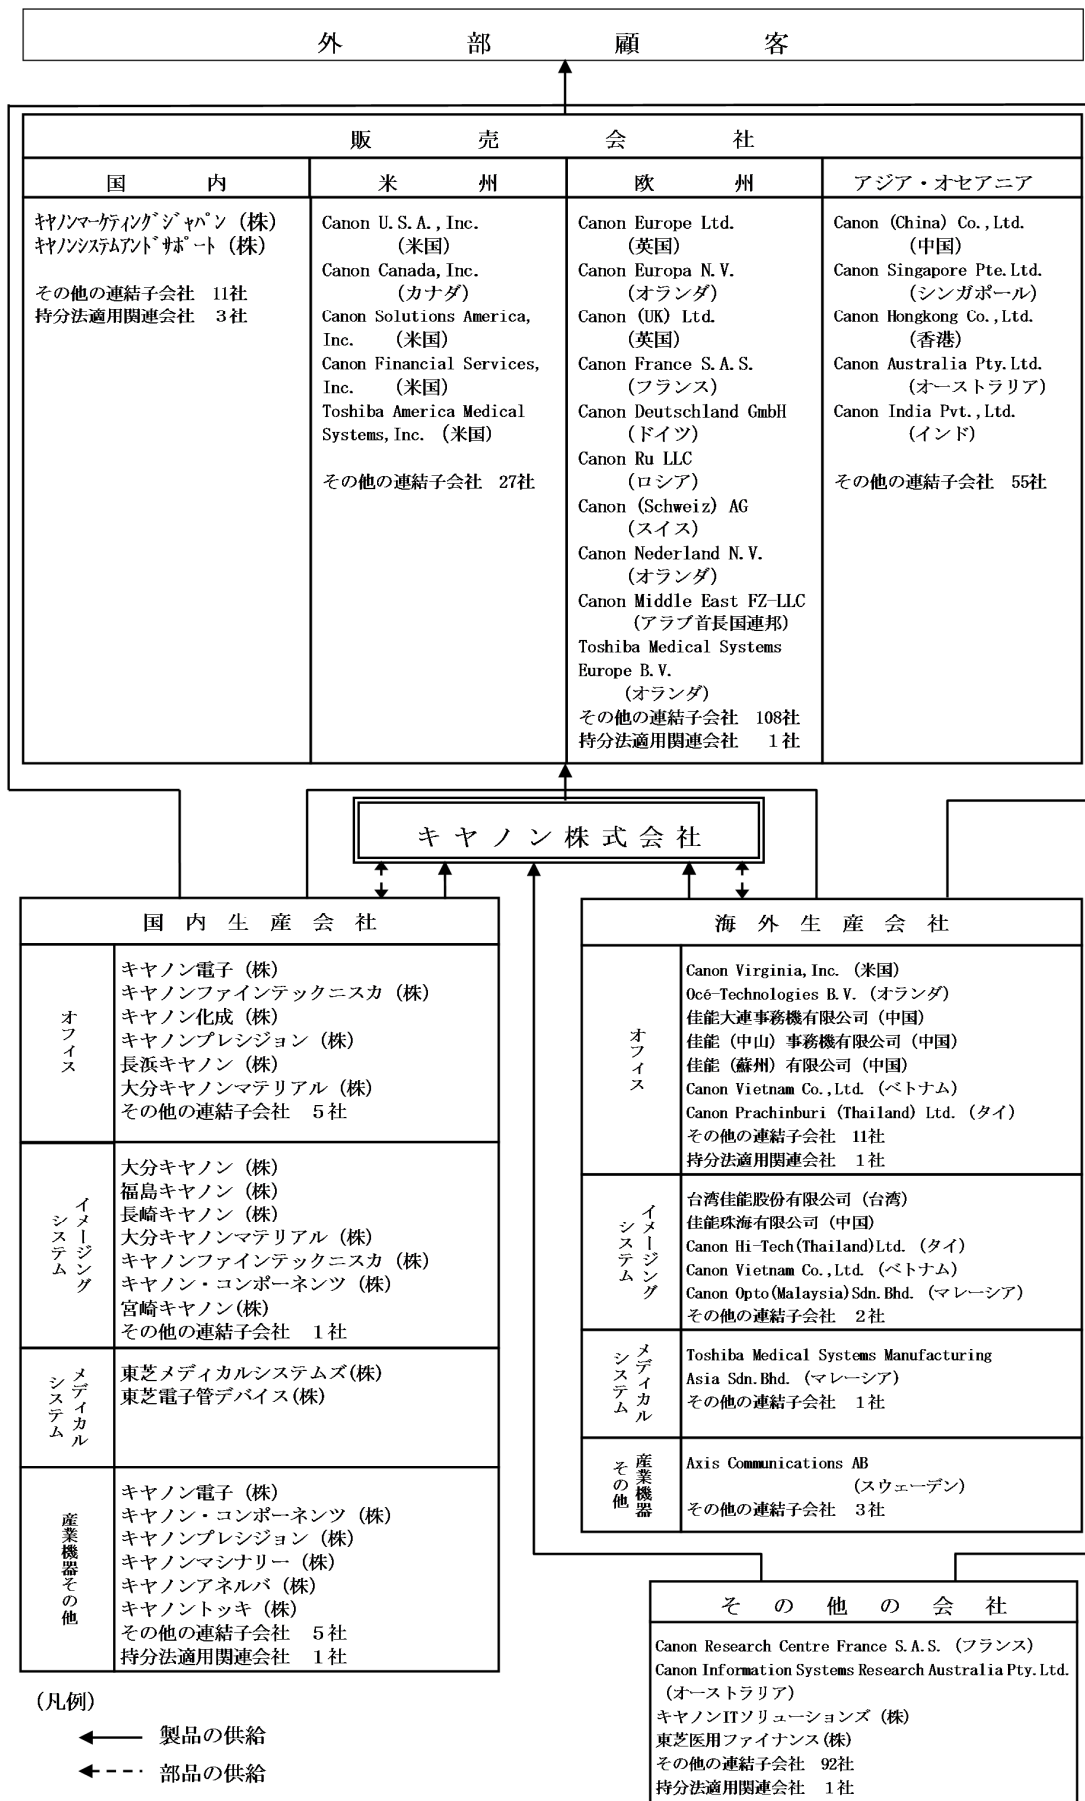 外部顧客
販売会社
国内
キヤノンマーケティングジャパン（株）
キヤノンシステムアンドサポート（株）
その他の連結子会社 11社
持分法適用関連会社 3社
米州
Canon U.S.A.,Inc.
（米国）
Canon Canada,Inc.
（カナダ）
Canon Solutions America,
Inc. （米国）
Canon Financial Services,
Inc. （米国）
Toshiba America Medical
Systems,Inc. （米国）
その他の連結子会社 27社
欧州
Canon Europe Ltd.
（英国）
Canon Europa N.V.
（オランダ）
Canon (UK) Ltd.
（英国）
Canon France S.A.S.
（フランス）
Canon Deutschland GmbH
（ドイツ）
Canon Ru LLC
（ロシア）
Canon (Schweiz) AG
（スイス）
Canon Nederland N.V.
（オランダ）
Canon Middle East FZ-LLC
（アラブ首長国連邦）
Toshiba Medical Systems
Europe B.V.
（オランダ）
その他の連結子会社 108社
持分法適用関連会社 1社
アジア・オセアニア
Canon (China) Co.,Ltd.
（中国）
Canon Singapore Pte.Ltd.
（シンガポール）
Canon Hongkong Co.,Ltd.
（香港）
Canon Australia Pty.Ltd.
（オーストラリア）
Canon India Pvt.,Ltd.
（インド）
その他の連結子会社 55社
キヤノン株式会社
国内生産会社
オフィス
キヤノン電子（株）
キヤノンファインテックニスカ（株）
キヤノン化成（株）
キヤノンプレシジョン（株）
長浜キヤノン（株）
大分キヤノンマテリアル（株）
その他の連結子会社 5社
イメージング
システム
大分キヤノン（株）
福島キヤノン（株）
長崎キヤノン（株）
大分キヤノンマテリアル（株）
キヤノンファインテックニスカ（株）
キヤノン・コンポーネンツ（株）
宮崎キヤノン(株)
その他の連結子会社 1社
メディカル
システム
東芝メディカルシステムズ(株)
東芝電子管デバイス(株)
産業機器その他
キヤノン電子（株）
キヤノン・コンポーネンツ（株）
キヤノンプレシジョン（株）
キヤノンマシナリー（株）
キヤノンアネルバ（株）
キヤノントッキ（株）
その他の連結子会社 5社
持分法適用関連会社 1社
海外生産会社
オフィス
Canon Virginia,Inc. （米国）
Océ-Technologies B.V. （オランダ）
佳能大連事務機有限公司（中国）
佳能（中山）事務機有限公司（中国）
佳能（蘇州）有限公司（中国）
Canon Vietnam Co.,Ltd. （ベトナム）
Canon Prachinburi (Thailand) Ltd. （タイ）
その他の連結子会社 11社
持分法適用関連会社 1社
イメージング
システム
台湾佳能股份有限公司（台湾）
佳能珠海有限公司（中国）
Canon Hi-Tech(Thailand)Ltd. （タイ）
Canon Vietnam Co.,Ltd. （ベトナム）
Canon Opto(Malaysia)Sdn.Bhd. （マレーシア）
その他の連結子会社 2社
メディカル
システム
Toshiba Medical Systems Manufacturing
Asia Sdn.Bhd. （マレーシア）
その他の連結子会社 1社
産業機器
その他
Axis Communications AB
（スウェーデン）
その他の連結子会社 3社
その他の会社
Canon Research Centre France S.A.S. （フランス）
Canon Information Systems Research Australia Pty.Ltd.
（オーストラリア）
キヤノンITソリューションズ（株）
東芝医用ファイナンス(株)
その他の連結子会社 92社
持分法適用関連会社 1社
（凡例）
製品の供給
部品の供給